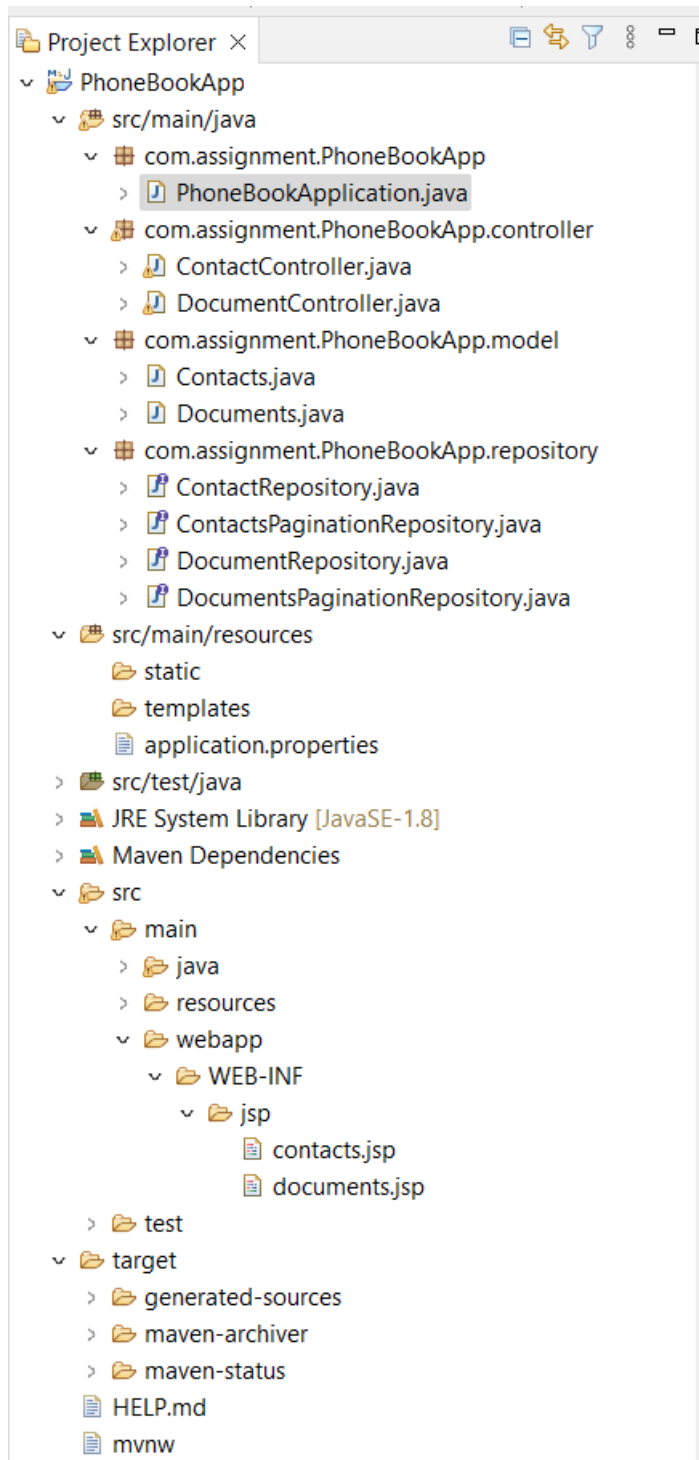 Project Explorer ×
PhoneBookApp
src/main/java
com.assignment.PhoneBookApp
PhoneBookApplication.java
com.assignment.PhoneBookApp.controller
ContactController.java
DocumentController.java
com.assignment.PhoneBookApp.model
Contacts.java
Documents.java
com.assignment.PhoneBookApp.repository
ContactRepository.java
ContactsPaginationRepository.java
DocumentRepository.java
DocumentsPaginationRepository.java
src/main/resources
static
templates
application.properties
src/test/java
JRE System Library [JavaSE-1.8]
Maven Dependencies
src
main
java
resources
webapp
WEB-INF
jsp
contacts.jsp
documents.jsp
test
target
generated-sources
maven-archiver
maven-status
HELP.md
mvnw